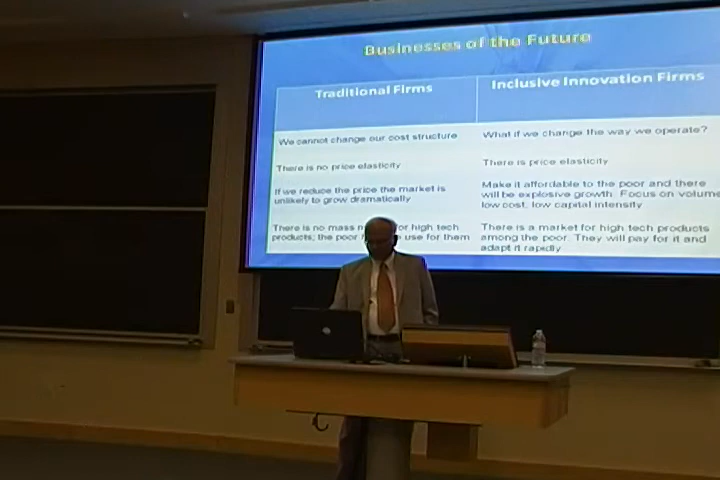 Businesses of the Future
Traditional Firms
Inclusive Innovation Firms
We cannot change our cost structure
What if we change the way we operate?
There is no price elasticity
There is price elasticity
If we reduce the price the market is
unlikely to grow dramatically
Make it affordable to the poor and there
will be explosive growth. Focus on volume
low cost, low capital intensity
There is no mass for high tech
products; the poor use for them
There is a market for high tech products
among the poor. They will pay for it and
adapt it rapidly